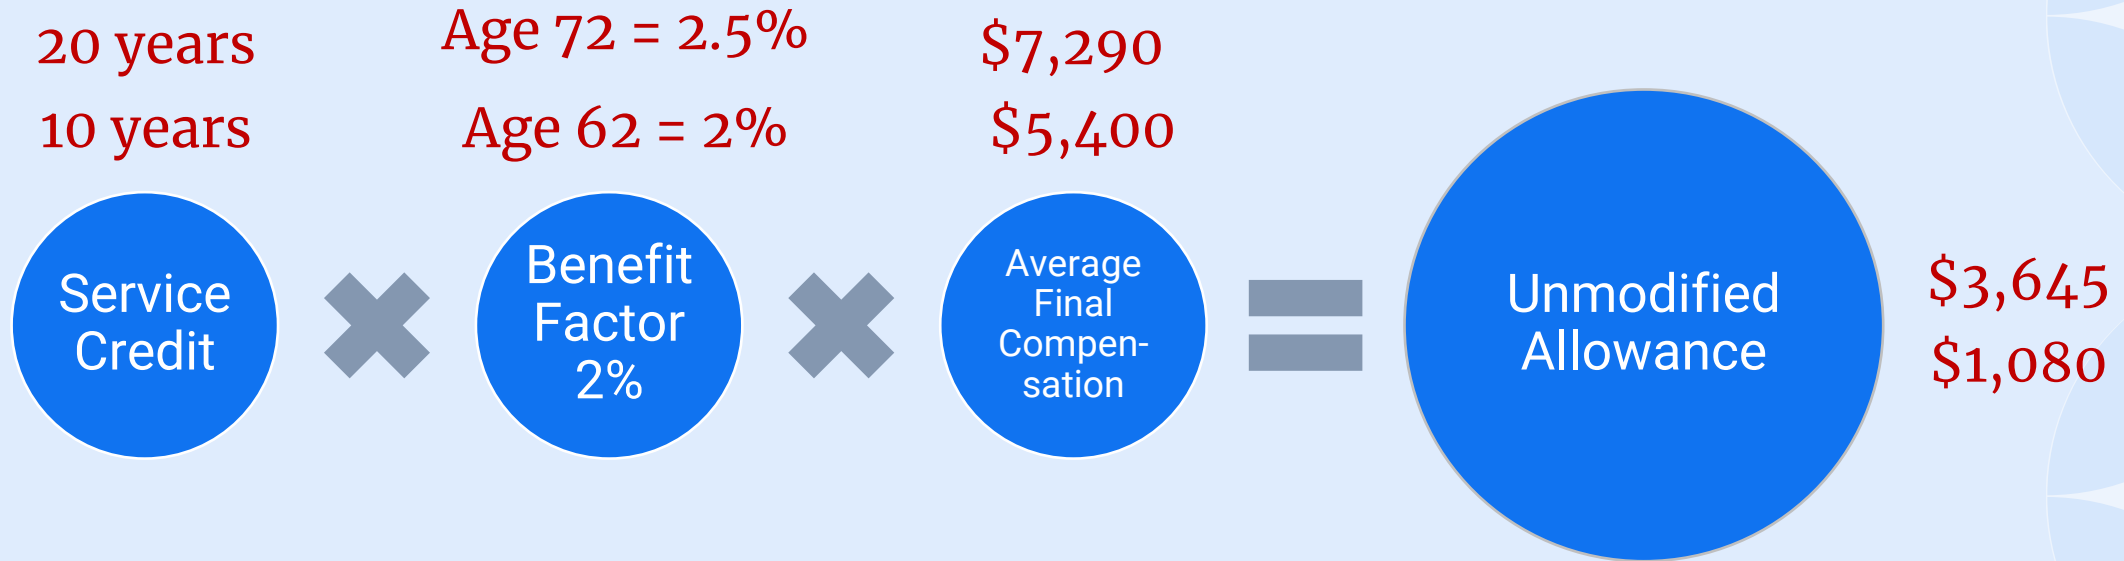 20 years
10 years
Age 72 = 2.5%
Age 62 = 2%
$7,290
$5,400
Service
Credit
Benefit
Factor
2%
Average
Final
Compen-
sation
Unmodified
Allowance
$3,645
$1,080